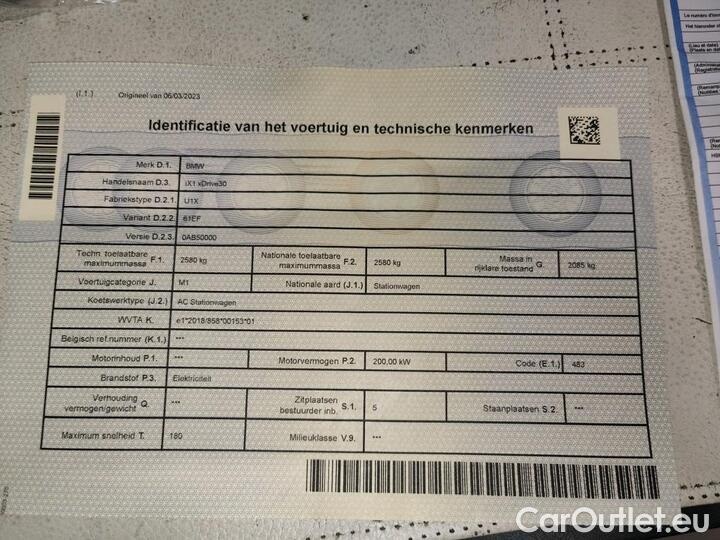 (I.1.) Origineel van 06/03/2023
Identificatie van het voertuig en technische kenmerken
Merk D.1. BMW
Handelsnaam D.3. iX1 xDrive30
Fabriekstype D.2.1. U1X
Variant D.2.2. 61EF
Versie D.2.3. 0AB50000
Techn. toelaatbare maximummassa F.1. 2580 kg Nationale toelaatbare maximummassa F.2. 2580 kg Massa in rijklare toestand G. 2085 kg
Voertuigcategorie J. M1 Nationale aard (J.1.) Stationwagen
Koetswerktype (J.2.) AC Stationwagen
WVTA K. e1*2018/858*00153*01
Belgisch ref.nummer (K.1.) ---
Motorinhoud P.1. --- Motorvermogen P.2. 200,00 kW Code (E.1.) 483
Brandstof P.3. Elektriciteit
Verhouding vermogen/gewicht Q. --- Zitplaatsen bestuurder inb. S.1. 5 Staanplaatsen S.2. ---
Maximum snelheid T. 180 Milieuklasse V.9. ---
CarOutlet.eu